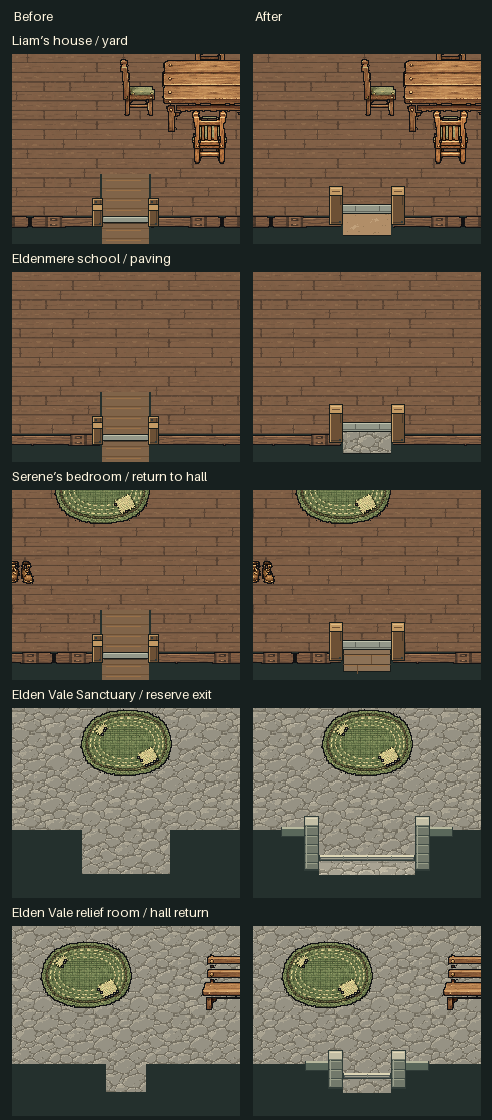 Before
After
Liam's house / yard
Eldenmere school / paving
Serene's bedroom / return to hall
Elden Vale Sanctuary / reserve exit
Elden Vale relief room / hall return